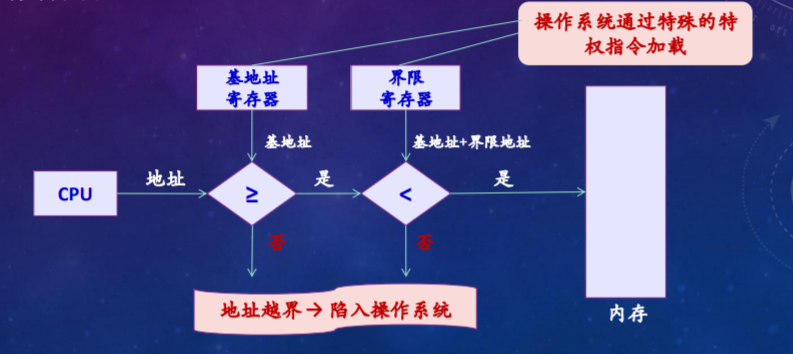 操作系统通过特殊的特
权指令加载
基地址
寄存器
界限
寄存器
基地址
基地址+界限地址
CPU
地址
≥
是
<
是
否
否
地址越界→陷入操作系统
内存